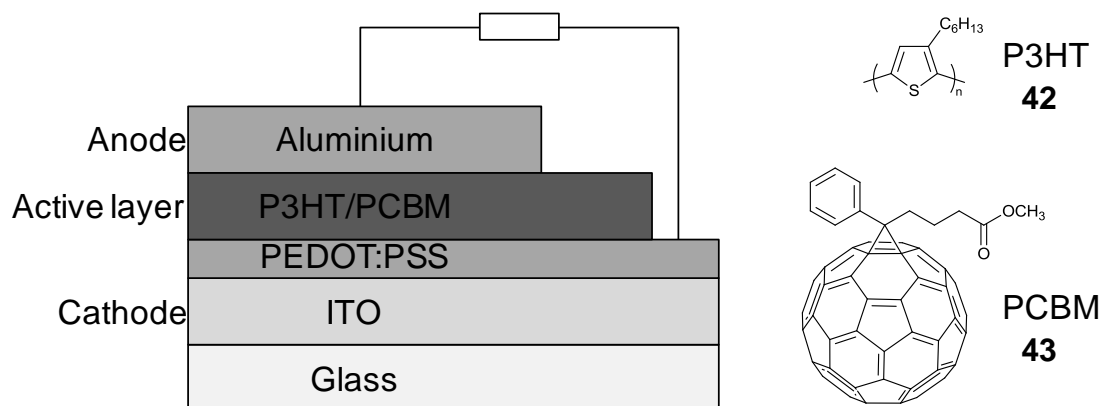 Anode
Aluminium
Active layer
P3HT/PCBM
PEDOT:PSS
Cathode
ITO
Glass
C6H13
S
n
P3HT
42
OCH3
O
PCBM
43